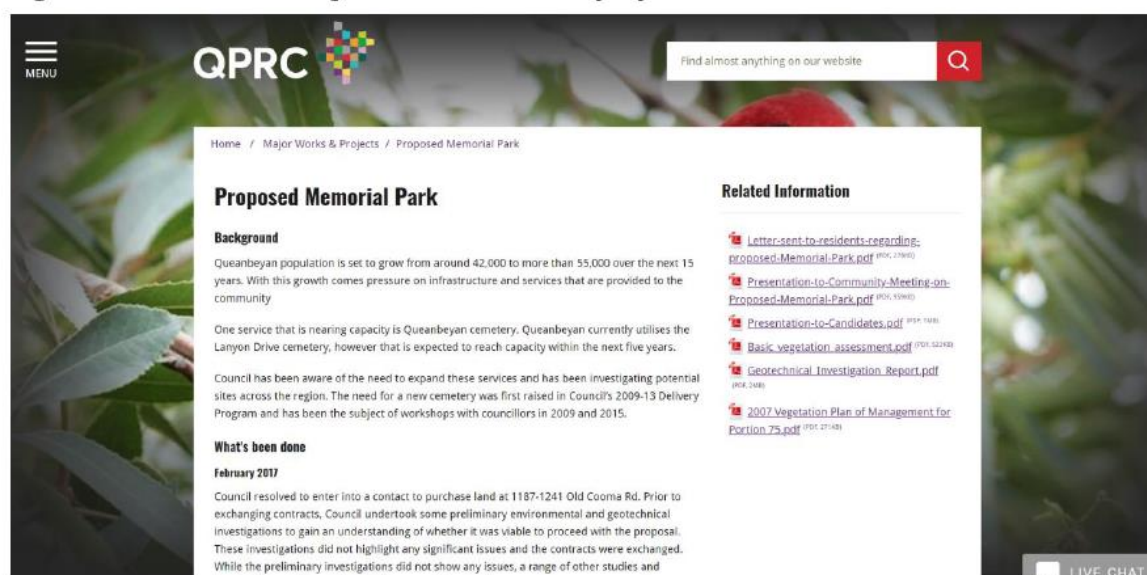 MENU
QPRC
Find almost anything on our website
Home / Major Works & Projects / Proposed Memorial Park
Proposed Memorial Park
Background
Queanbeyan population is set to grow from around 42,000 to more than 55,000 over the next 15
years. With this growth comes pressure on infrastructure and services that are provided to the
community
One service that is nearing capacity is Queanbeyan cemetery. Queanbeyan currently utilises the
Lanyon Drive cemetery, however that is expected to reach capacity within the next five years.
Council has been aware of the need to expand these services and has been investigating potential
sites across the region. The need for a new cemetery was first raised in Council's 2009-13 Delivery
Program and has been the subject of workshops with councillors in 2009 and 2015.
What's been done
February 2017
Council resolved to enter into a contact to purchase land at 1187-1241 Old Cooma Rd. Prior to
exchanging contracts, Council undertook some preliminary environmental and geotechnical
investigations to gain an understanding of whether it was viable to proceed with the proposal.
These investigations did not highlight any significant issues and the contracts were exchanged.
While the preliminary investigations did not show any issues, a range of other studies and
Related Information
Letter-sent-to-residents-regarding-
proposed-Memorial-Park.pdf
Presentation-to-Community-Meeting-on-
Proposed-Memorial-Park.pdf
Presentation-to-Candidates.pdf
Basic vegetation assessment.pdf
Geotechnical Investigation Report.pdf
(PDF, 2MB)
2007 Vegetation Plan of Management for
Portion 75.pdf
LIVE CHAT